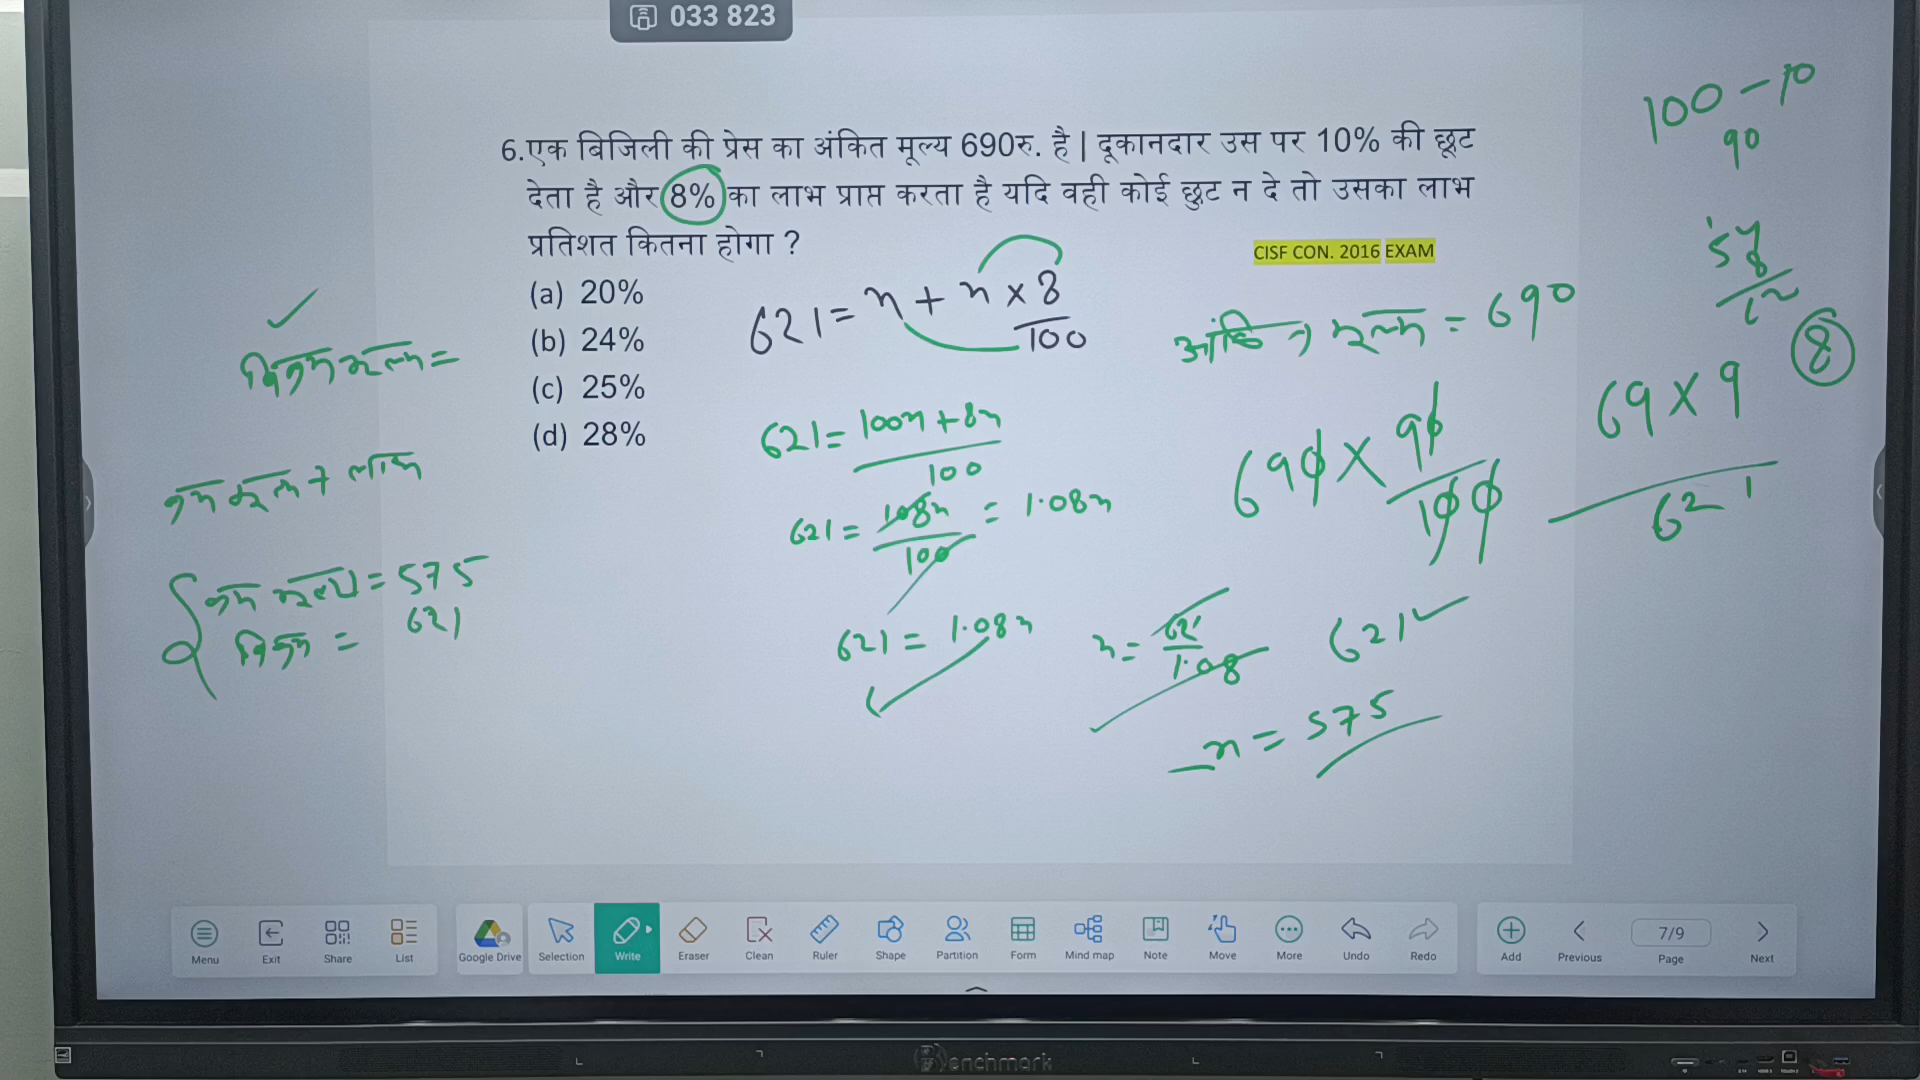 033 823
6.एक बिजिली की प्रेस का अंकित मूल्य 690रु. है | दूकानदार उस पर 10% की छूट
देता है और 8% का लाभ प्राप्त करता है यदि वही कोई छुट न दे तो उसका लाभ
प्रतिशत कितना होगा ?
CISF CON. 2016 EXAM
(a) 20%
(b) 24%
(c) 25%
(d) 28%
621 = x + x × 8/100
621 = 100x + 8x / 100
621 = 108x / 100 = 1.08x
621 = 1.08x
x = 621 / 1.08
x = 575
विक्रय मूल्य =
क्रय मूल्य + लाभ
क्रय मूल्य = 575
विक्रय = 621
अंकित मूल्य = 690
690 × 90 / 100
621
100 - 10
90
69 × 9
621
8
Menu
Exit
Share
List
Google Drive
Selection
Write
Eraser
Clean
Ruler
Shape
Partition
Form
Mind map
Note
Move
More
Undo
Redo
Add
Previous
7/9
Page
Next
Benchmark